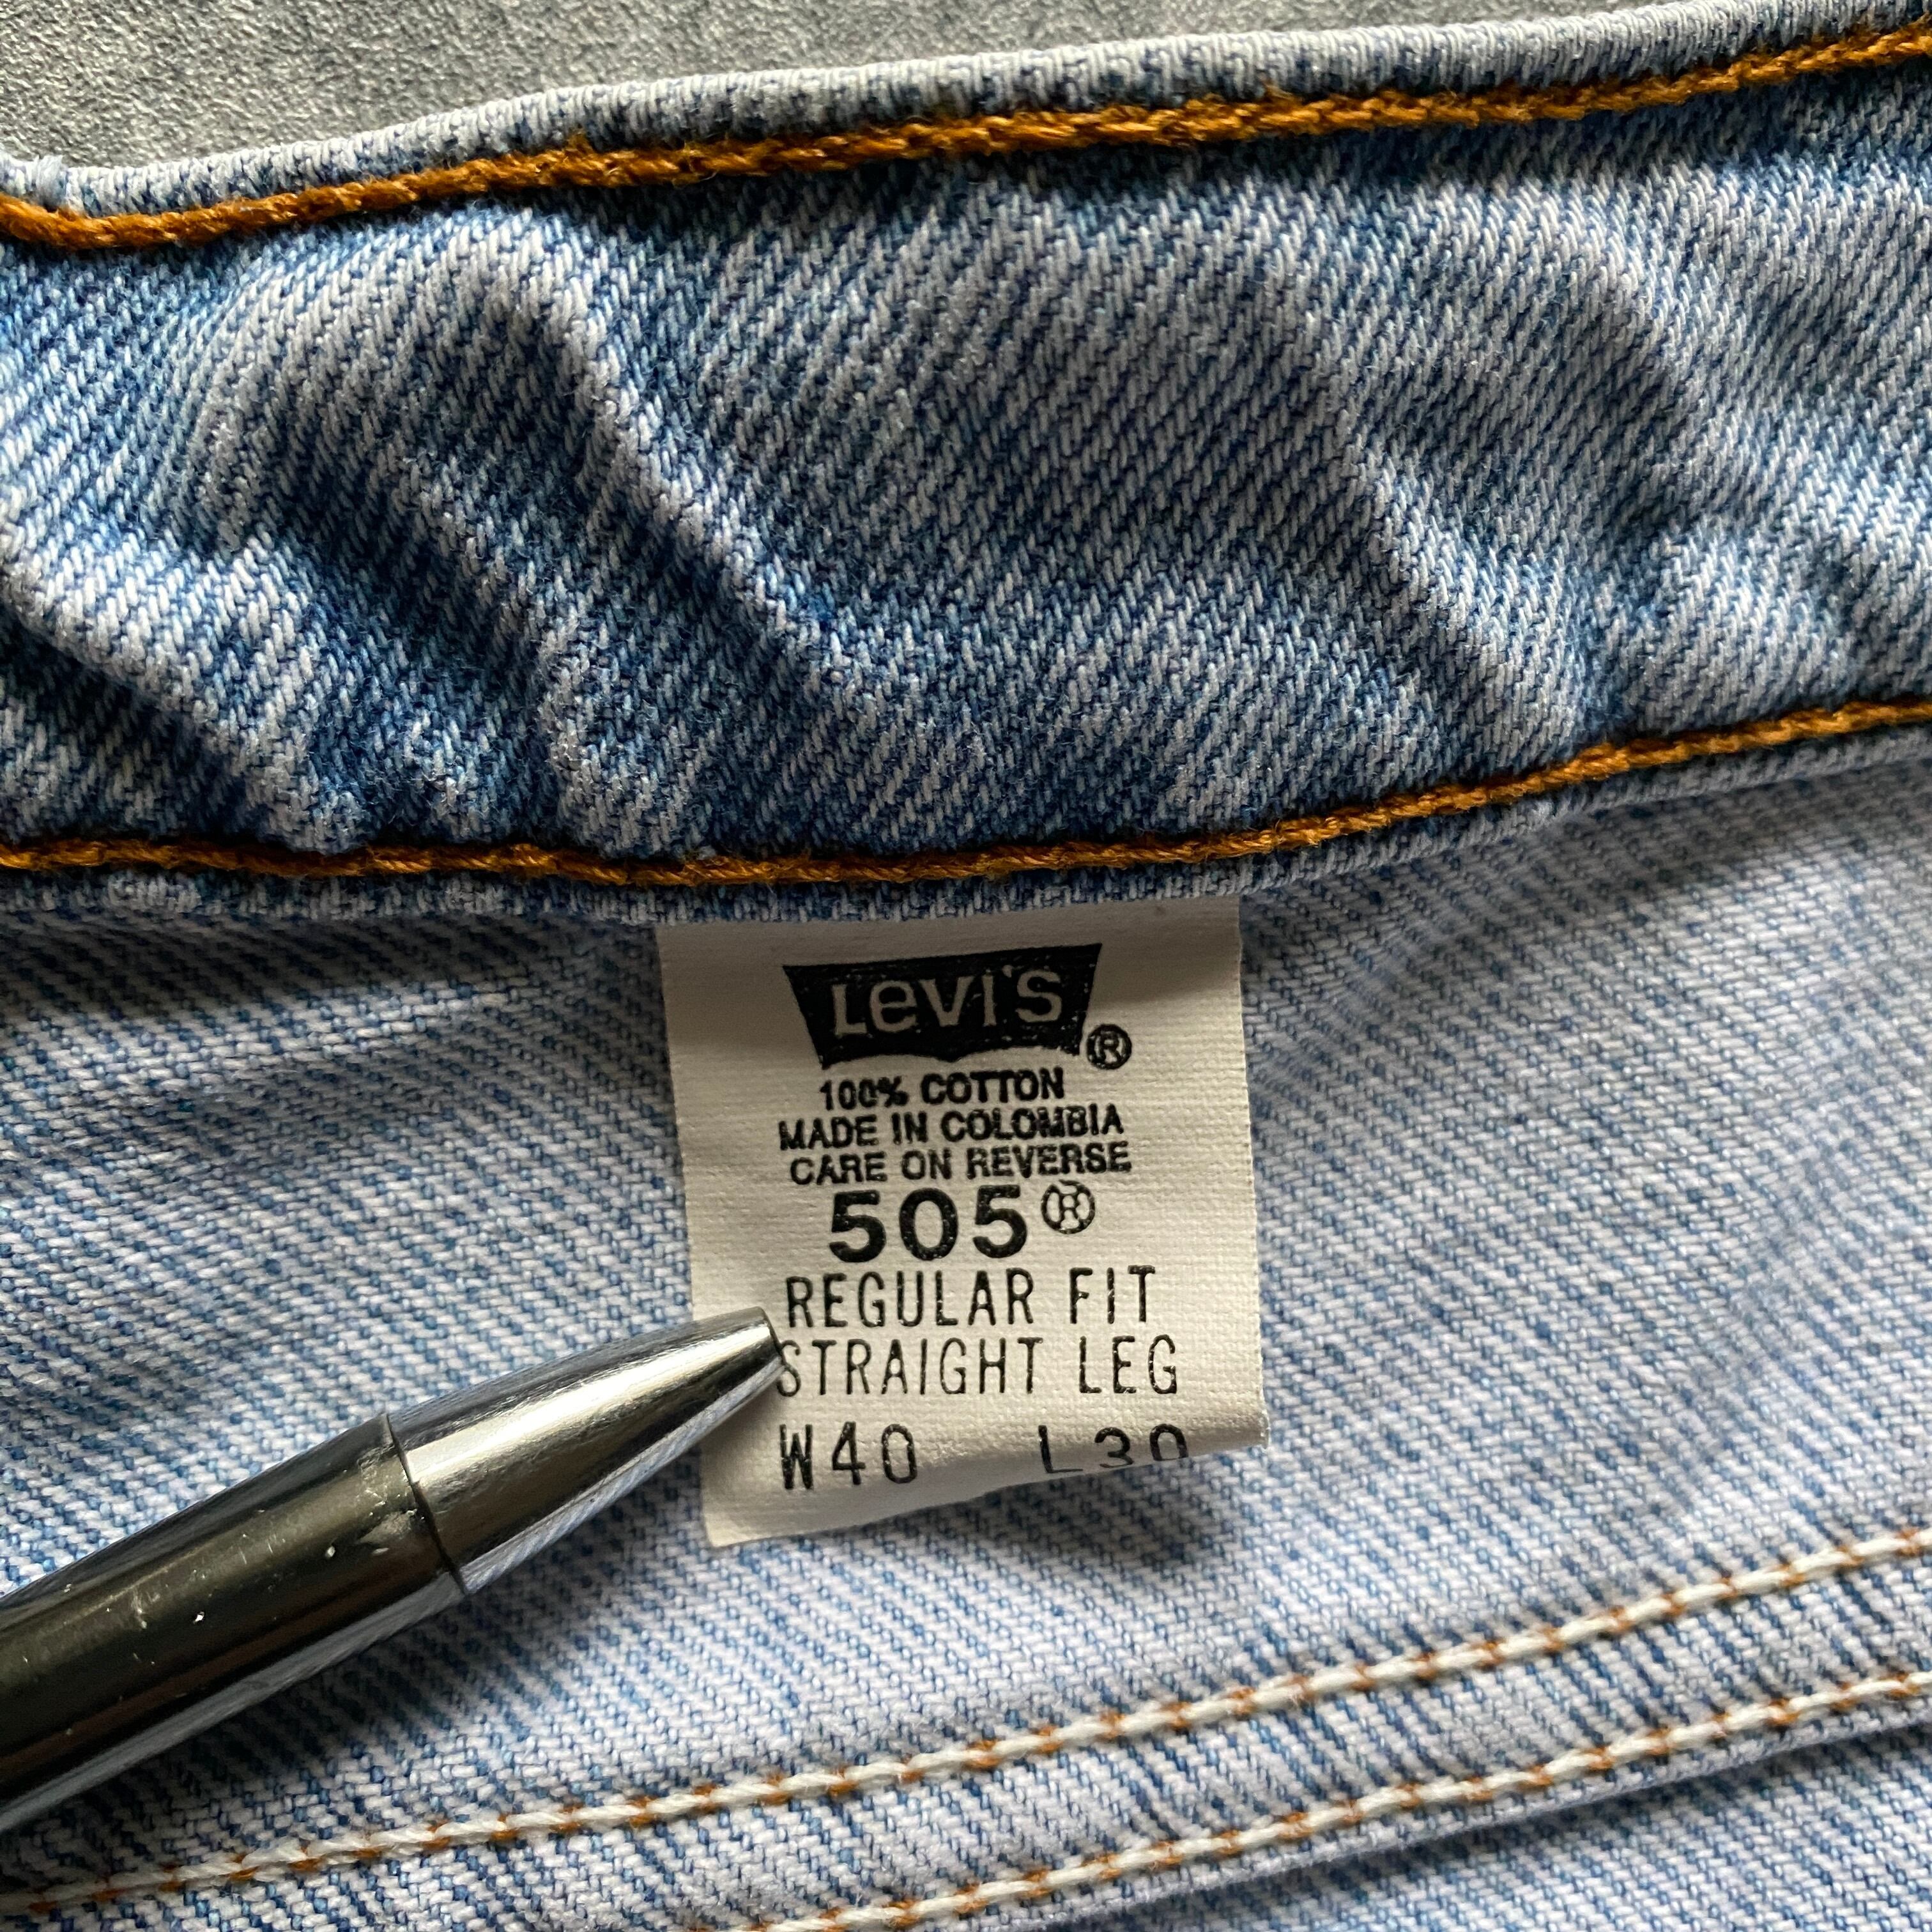 Levi's ®
100% COTTON
MADE IN COLOMBIA
CARE ON REVERSE
505®
REGULAR FIT
STRAIGHT LEG
W40 L30